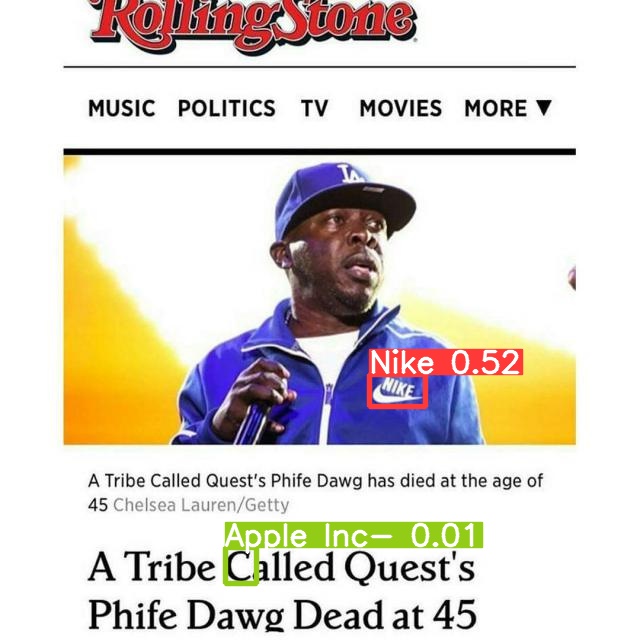 RollingStone
MUSIC POLITICS TV MOVIES MORE ▼
LA
Nike 0.52
NIKE
A Tribe Called Quest's Phife Dawg has died at the age of
45 Chelsea Lauren/Getty
Apple Inc- 0.01
A Tribe Called Quest's
Phife Dawg Dead at 45